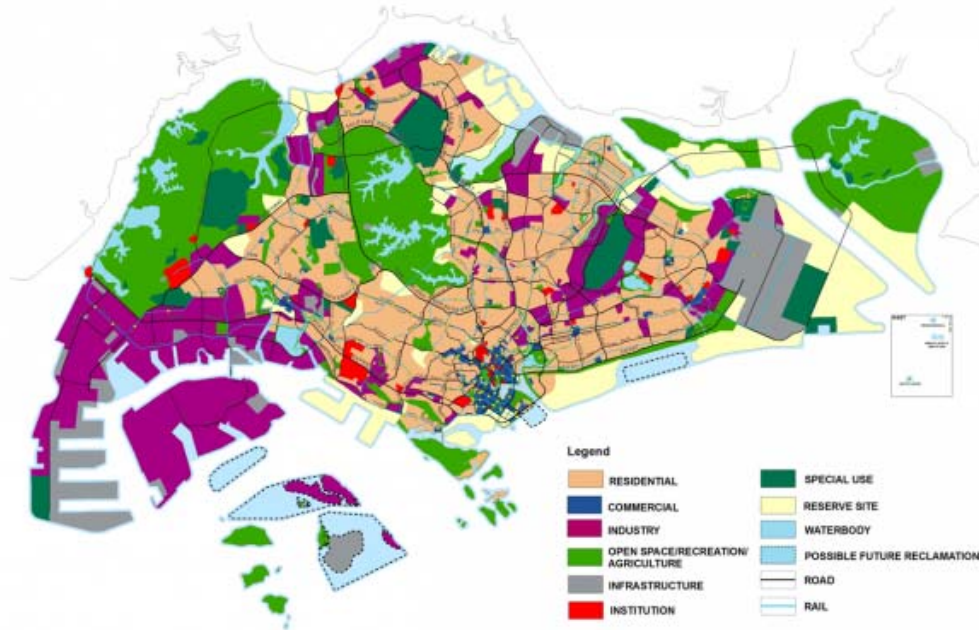 Legend
RESIDENTIAL
COMMERCIAL
INDUSTRY
OPEN SPACE/RECREATION/
AGRICULTURE
INFRASTRUCTURE
INSTITUTION
SPECIAL USE
RESERVE SITE
WATERBODY
POSSIBLE FUTURE RECLAMATION
ROAD
RAIL